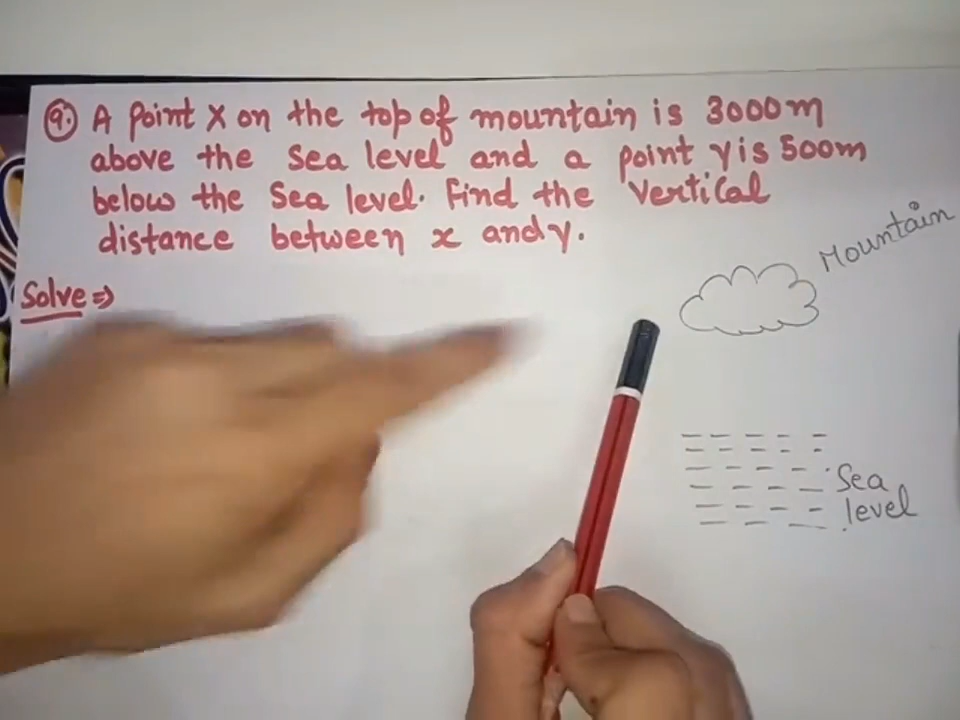 9. A Point X on the top of mountain is 3000m
above the sea level and a point y is 500m
below the sea level. Find the vertical
distance between x and y.
Solve ⇒
Mountain
Sea
level